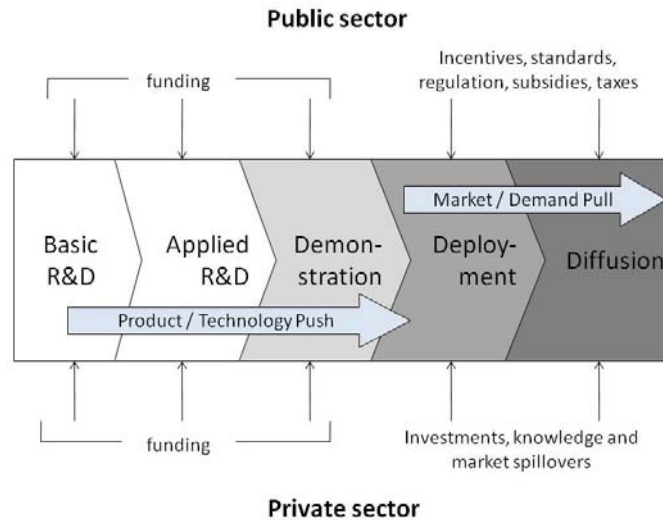 Public sector
funding
Incentives, standards,
regulation, subsidies, taxes
Market / Demand Pull
Basic
R&D
Applied
R&D
Demon-
stration
Deploy-
ment
Diffusion
Product / Technology Push
funding
Investments, knowledge and
market spillovers
Private sector